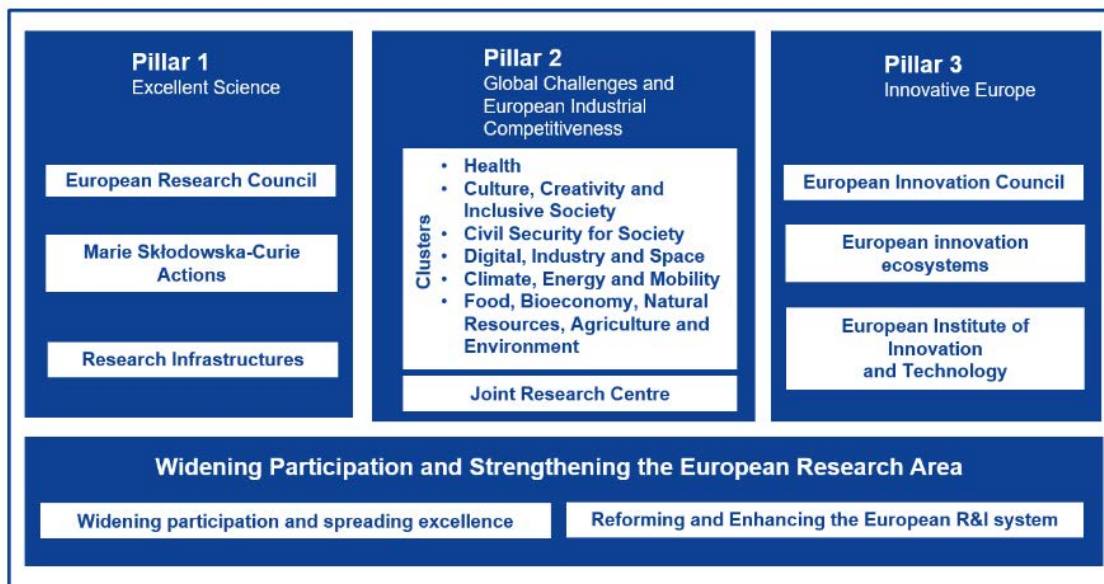 Pillar 1
Excellent Science
European Research Council
Marie Skłodowska-Curie
Actions
Research Infrastructures
Pillar 2
Global Challenges and
European Industrial
Competitiveness
Clusters
• Health
• Culture, Creativity and
Inclusive Society
• Civil Security for Society
• Digital, Industry and Space
• Climate, Energy and Mobility
• Food, Bioeconomy, Natural
Resources, Agriculture and
Environment
Joint Research Centre
Pillar 3
Innovative Europe
European Innovation Council
European innovation
ecosystems
European Institute of
Innovation
and Technology
Widening Participation and Strengthening the European Research Area
Widening participation and spreading excellence
Reforming and Enhancing the European R&I system